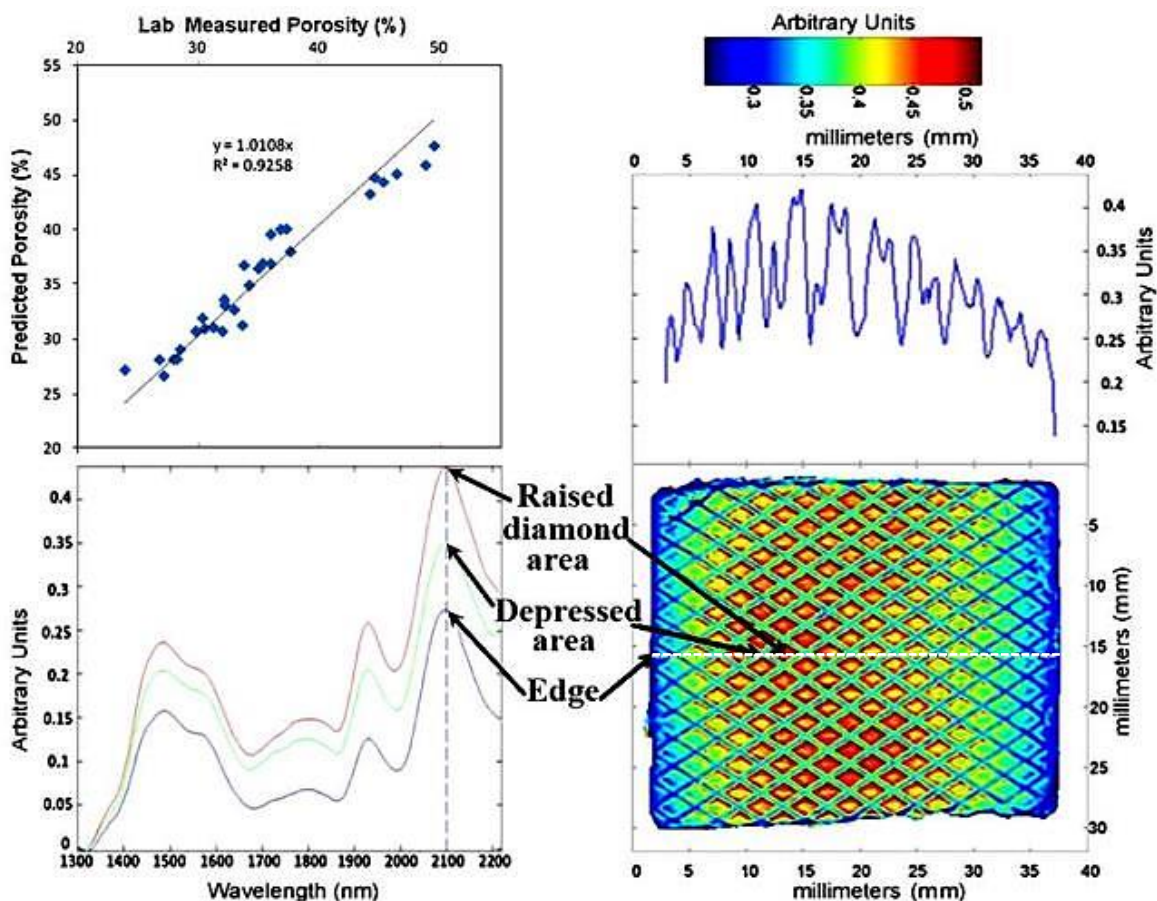 Lab Measured Porosity (%)
20 30 40 50
Predicted Porosity (%)
55
50
45
40
35
30
25
20
y = 1.0108x
R² = 0.9258
Arbitrary Units
0.3 0.35 0.4 0.45 0.5
millimeters (mm)
0 5 10 15 20 25 30 35 40
0.4
0.35
0.3
0.25
0.2
0.15
Arbitrary Units
Arbitrary Units
0.4
0.35
0.3
0.25
0.2
0.15
0.1
0.05
0
1300 1400 1500 1600 1700 1800 1900 2000 2100 2200
Wavelength (nm)
Raised
diamond
area
Depressed
area
Edge
5
10
15
20
25
30
millimeters (mm)
0 5 10 15 20 25 30 35 40
millimeters (mm)